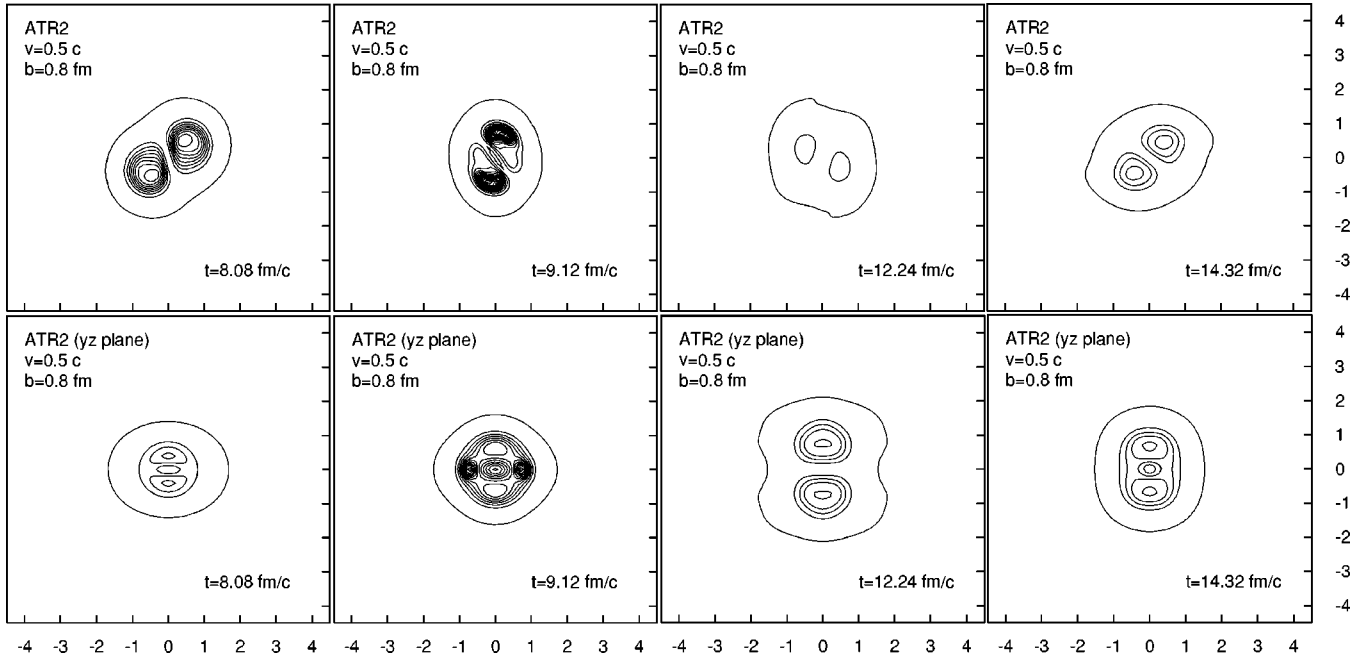 ATR2
v=0.5 c
b=0.8 fm
t=8.08 fm/c
ATR2
v=0.5 c
b=0.8 fm
t=9.12 fm/c
ATR2
v=0.5 c
b=0.8 fm
t=12.24 fm/c
ATR2
v=0.5 c
b=0.8 fm
t=14.32 fm/c
4
3
2
1
0
-1
-2
-3
-4
ATR2 (yz plane)
v=0.5 c
b=0.8 fm
t=8.08 fm/c
ATR2 (yz plane)
v=0.5 c
b=0.8 fm
t=9.12 fm/c
ATR2 (yz plane)
v=0.5 c
b=0.8 fm
t=12.24 fm/c
ATR2 (yz plane)
v=0.5 c
b=0.8 fm
t=14.32 fm/c
4
3
2
1
0
-1
-2
-3
-4
-4 -3 -2 -1 0 1 2 3 4
-4 -3 -2 -1 0 1 2 3 4
-4 -3 -2 -1 0 1 2 3 4
-4 -3 -2 -1 0 1 2 3 4